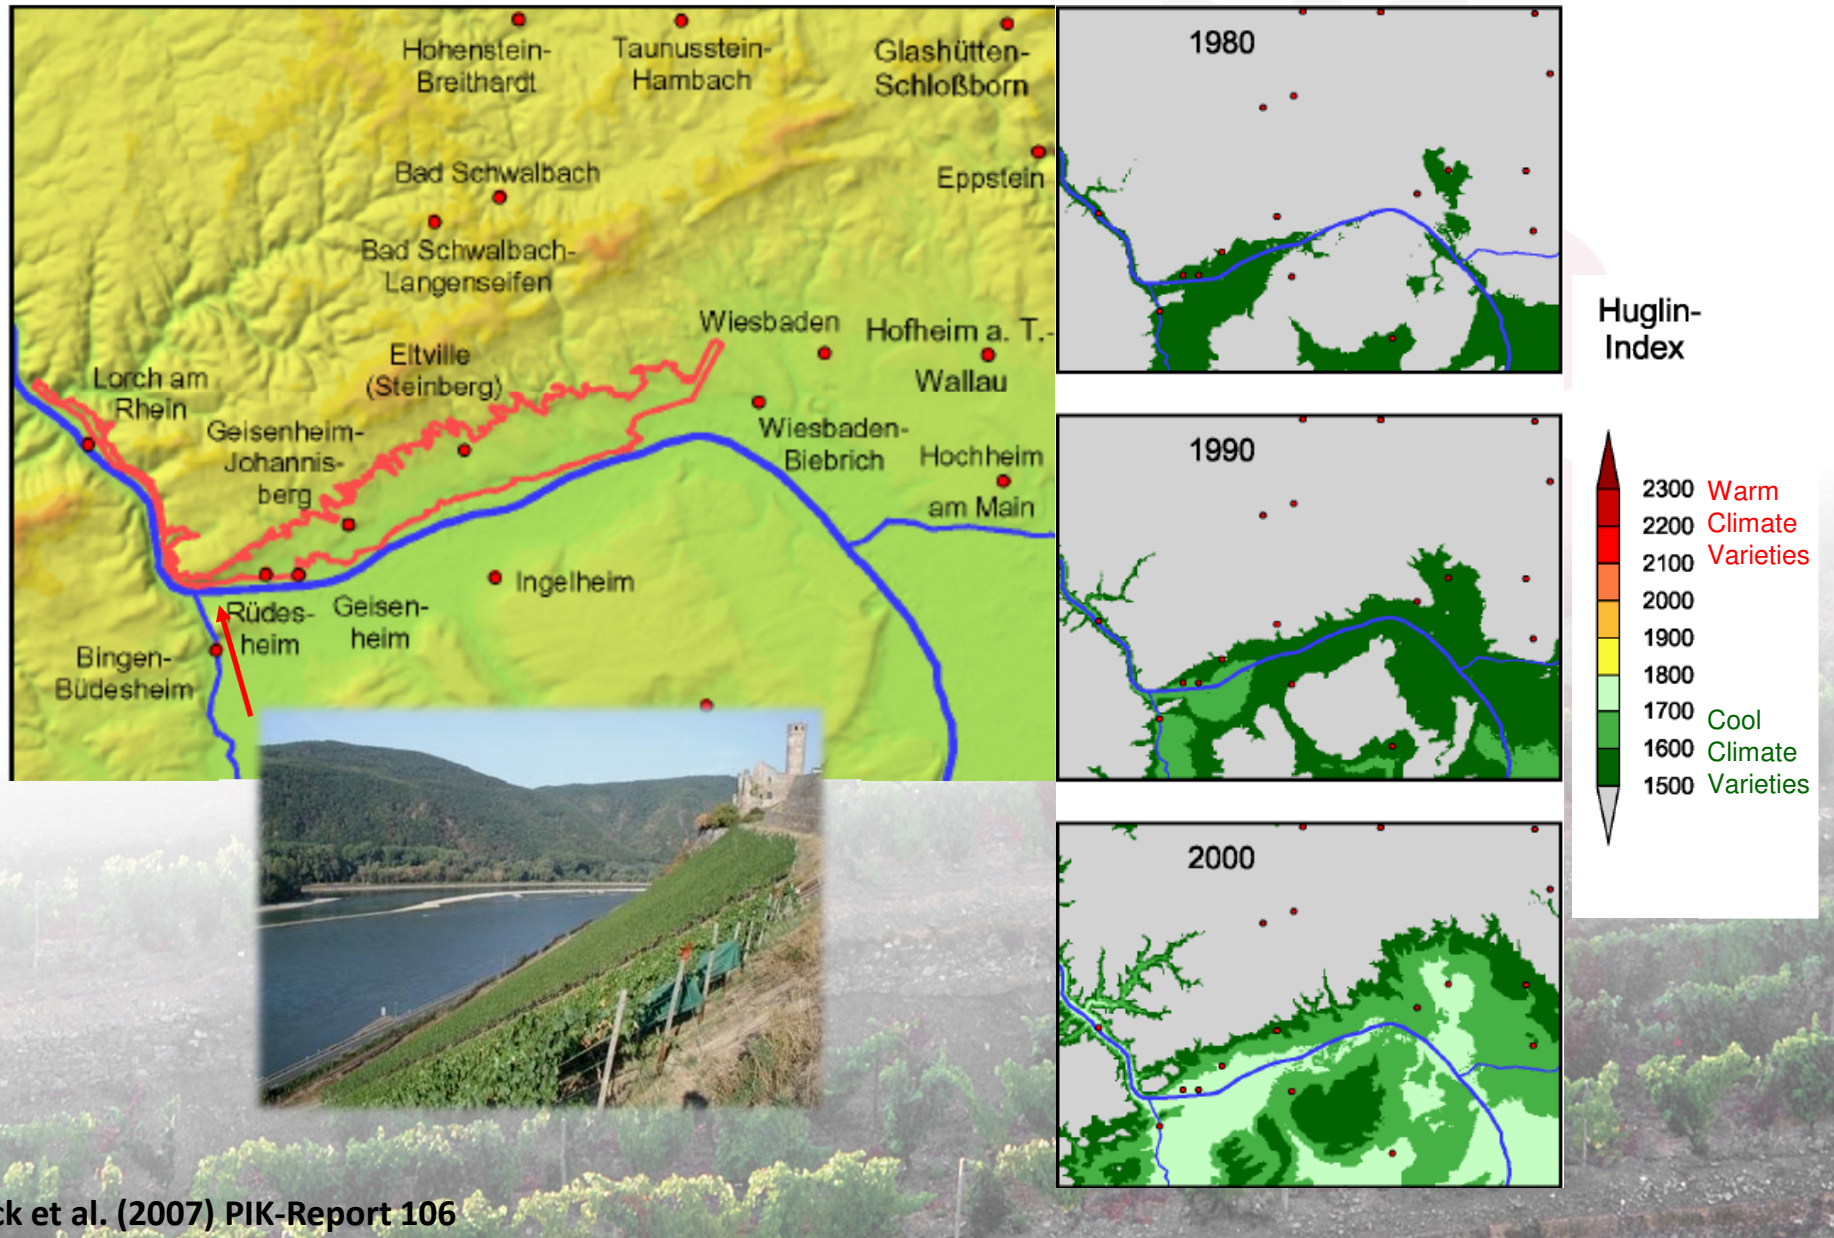 Hohenstein-
Breithardt
Taunusstein-
Hambach
Glashütten-
Schloßborn
Bad Schwalbach
Eppstein
Bad Schwalbach-
Langenseifen
Wiesbaden
Hofheim a. T.-
Wallau
Eltville
(Steinberg)
Lorch am
Rhein
Geisenheim-
Johannis-
berg
Wiesbaden-
Biebrich
Hochheim
am Main
Ingelheim
Rüdes-
heim
Geisen-
heim
Bingen-
Büdesheim
1980
1990
2000
Huglin-
Index
2300
2200
2100
2000
1900
1800
1700
1600
1500
Warm
Climate
Varieties
Cool
Climate
Varieties
et al. (2007) PIK-Report 106